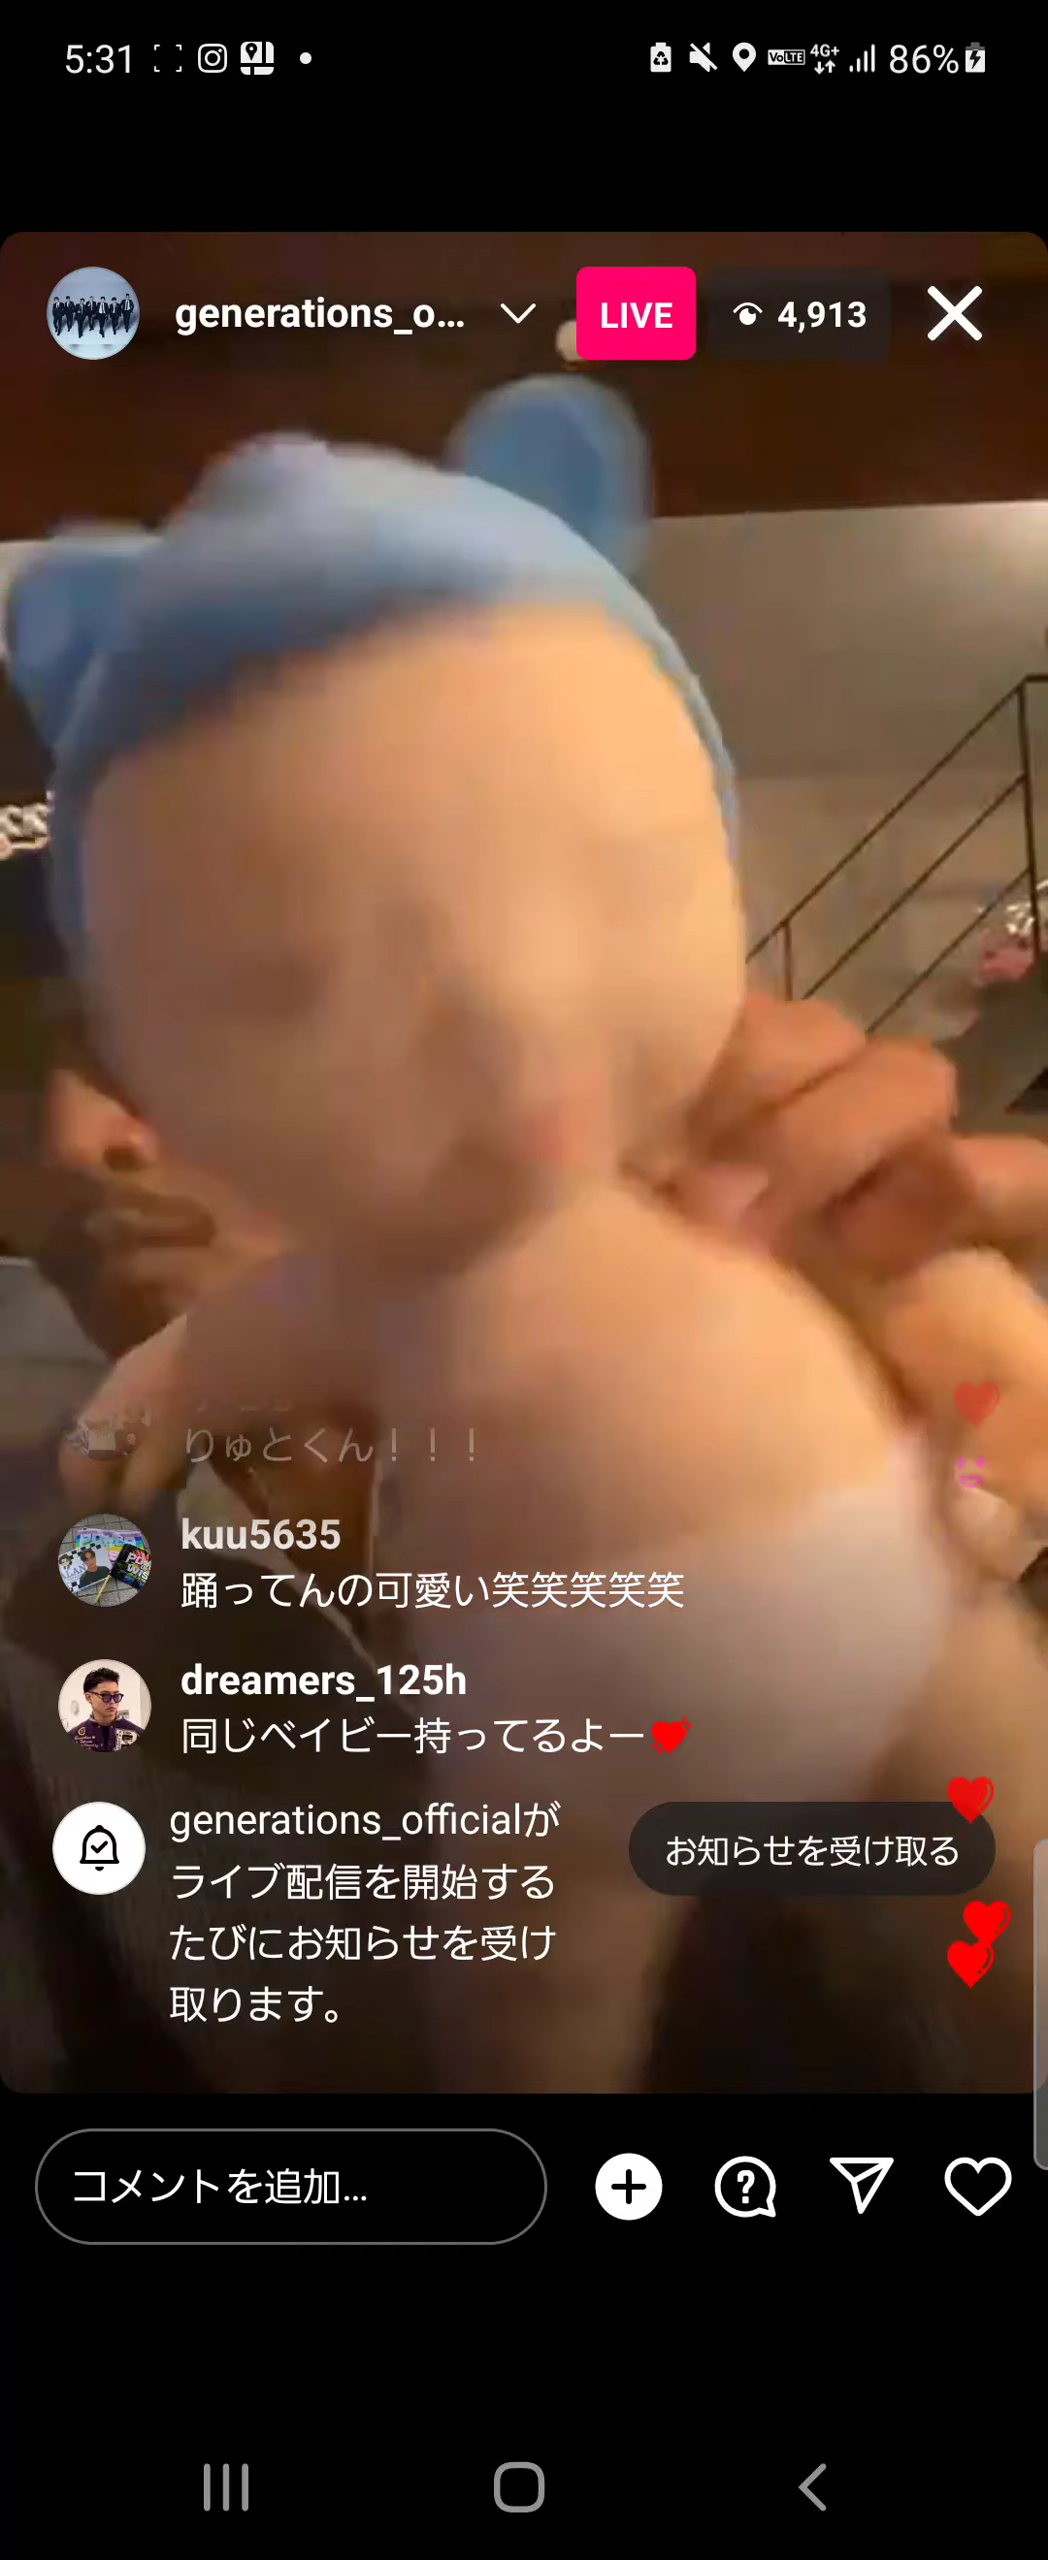 5:31
VoLTE 4G+ 86%
generations_o...
LIVE
4,913
りゅとくん！！！
kuu5635
踊ってんの可愛い笑笑笑笑笑
dreamers_125h
同じベイビー持ってるよー
generations_officialが
ライブ配信を開始する
たびにお知らせを受け
取ります。
お知らせを受け取る
コメントを追加...